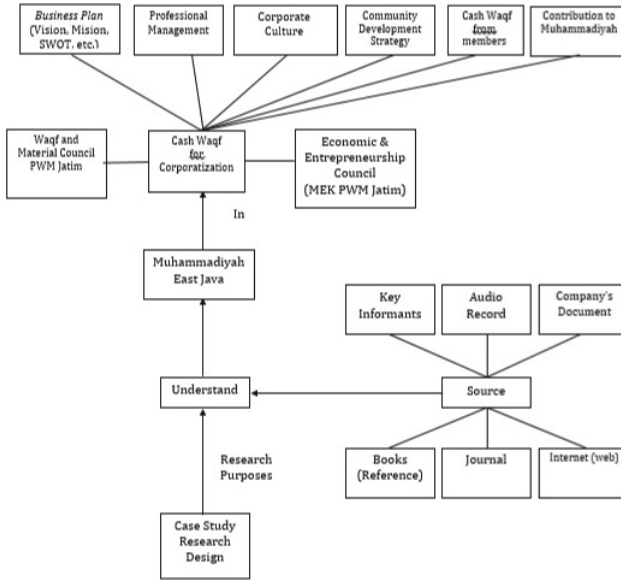 Business Plan
(Vision, Mision,
SWOT, etc.)
Professional
Management
Corporate
Culture
Community
Development
Strategy
Cash Waqf
from
members
Contribution to
Muhammadiyah
Waqf and
Material Council
PWM Jatim
Cash Waqf
for
Corporatization
Economic &
Entrepreneurship
Council
(MEK PWM Jatim)
In
Muhammadiyah
East Java
Key
Informants
Audio
Record
Company's
Document
Understand
Source
Research
Purposes
Books
(Reference)
Journal
Internet (web)
Case Study
Research
Design